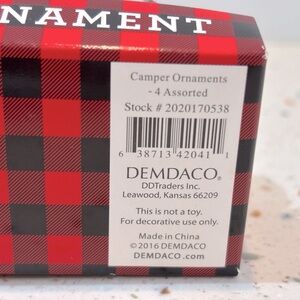 NAMENT
Camper Ornaments
- 4 Assorted
Stock # 2020170538
6 38713 42041 1
DEMDACO®
DDTraders Inc.
Leawood, Kansas 66209
This is not a toy.
For decorative use only.
Made in China
©2016 DEMDACO
DEMDACO.com